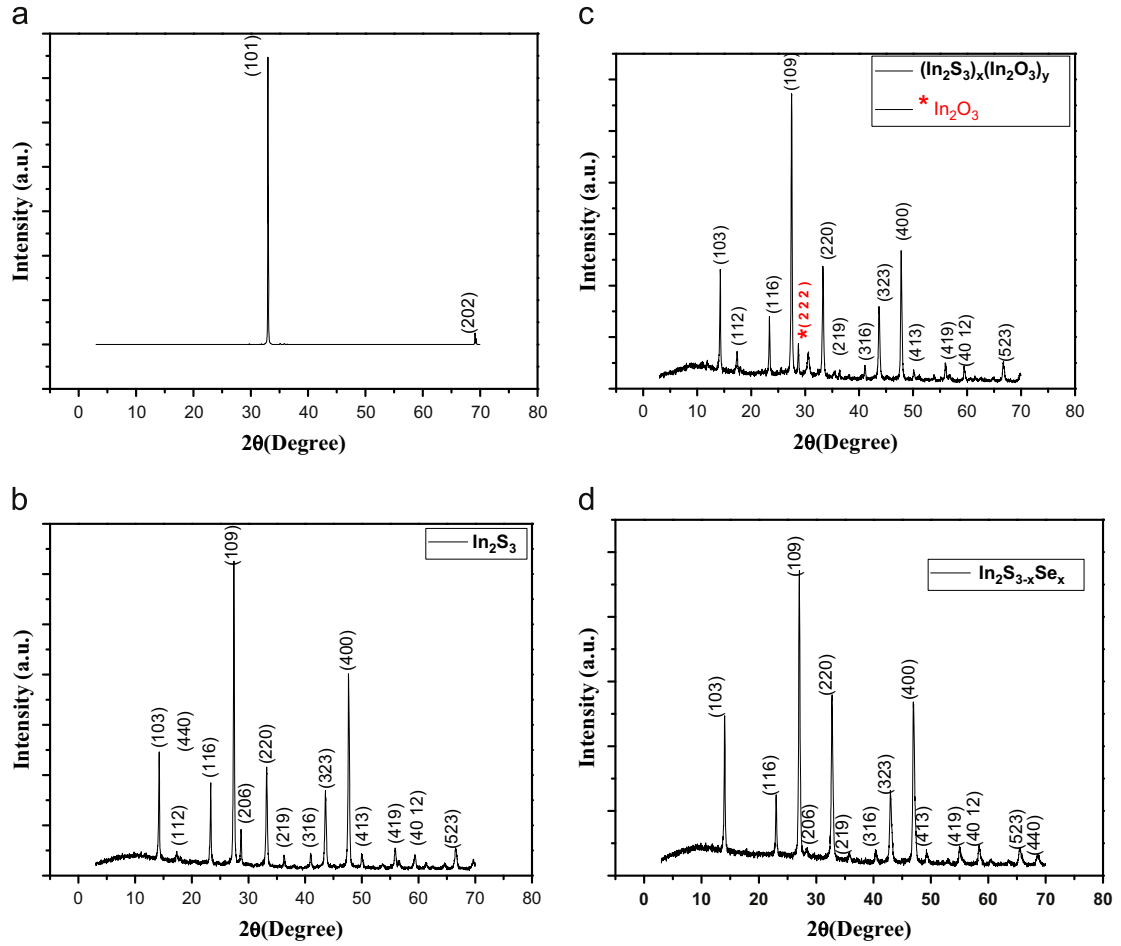 a
(101)
(202)
Intensity (a.u.)
0 10 20 30 40 50 60 70 80
2θ(Degree)
c
(In2S3)x(In2O3)y
* In2O3
(103)
(112)
(116)
(109)
*(2 2 2)
(220)
(219)
(316)
(323)
(400)
(413)
(419)
(40 12)
(523)
Intensity (a.u.)
0 10 20 30 40 50 60 70 80
2θ(Degree)
b
In2S3
(103)
(112)
(440)
(116)
(109)
(206)
(220)
(219)
(316)
(323)
(400)
(413)
(419)
(40 12)
(523)
Intensity (a.u.)
0 10 20 30 40 50 60 70 80
2θ(Degree)
d
In2S3-xSex
(103)
(116)
(109)
(206)
(220)
(219)
(316)
(323)
(400)
(413)
(419)
(40 12)
(523)
(440)
Intensity (a.u.)
0 10 20 30 40 50 60 70 80
2θ(Degree)